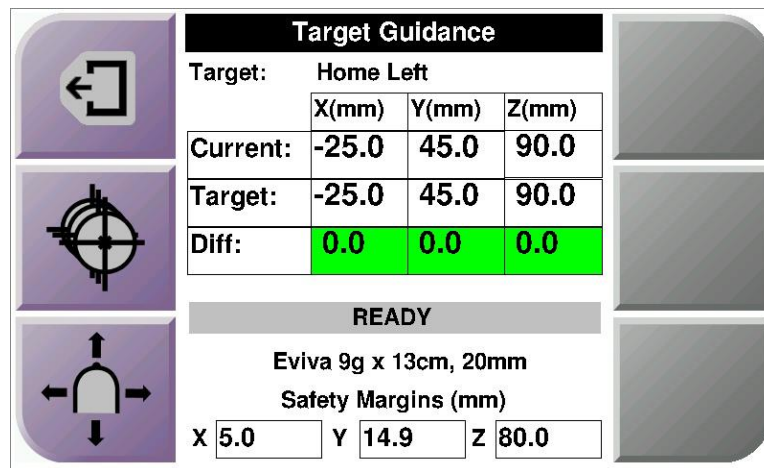 Target Guidance
Target: Home Left
X(mm) Y(mm) Z(mm)
Current: -25.0 45.0 90.0
Target: -25.0 45.0 90.0
Diff: 0.0 0.0 0.0
READY
Eviva 9g x 13cm, 20mm
Safety Margins (mm)
X 5.0 Y 14.9 Z 80.0